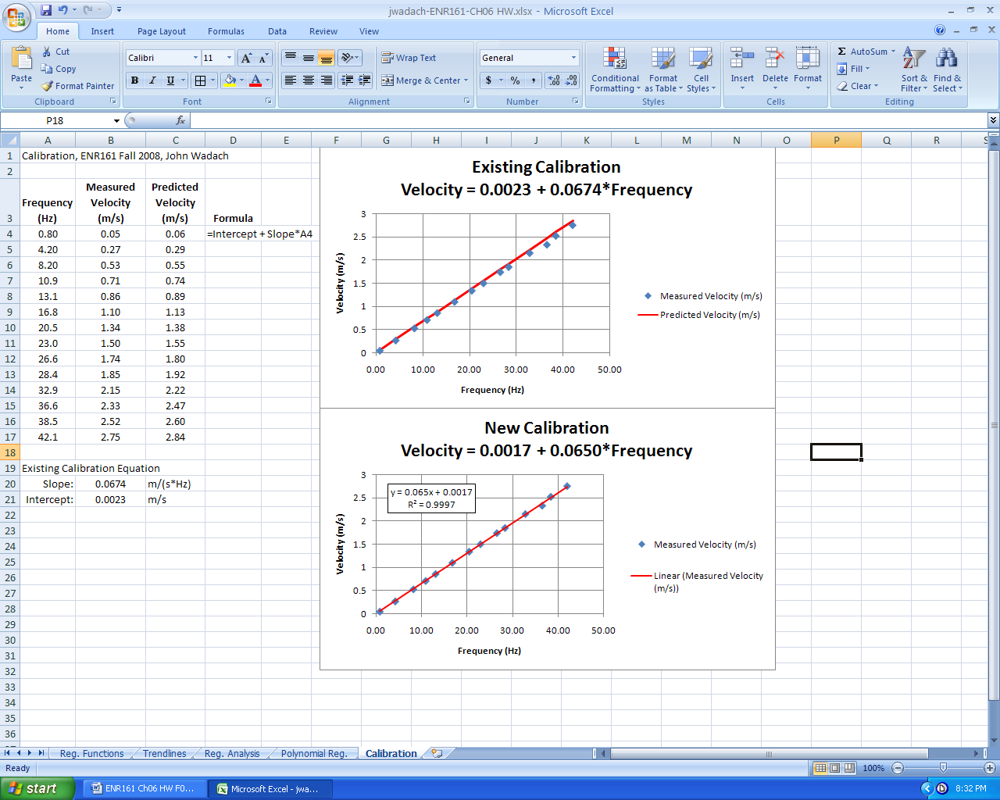 jwadach-ENR161-CH06 HW.xlsx - Microsoft Excel
Home Insert Page Layout Formulas Data Review View
Paste Cut Copy Format Painter
Calibri 11
B I U
Wrap Text
Merge & Center
General
$ % ,
Conditional Formatting Format as Table Cell Styles
Insert Delete Format
Σ AutoSum Fill Clear
Sort & Filter Find & Select
Clipboard Font Alignment Number Styles Cells Editing
P18 fx
A B C D E F G H I J K L M N O P Q R S
1 Calibration, ENR161 Fall 2008, John Wadach
2
3 Frequency (Hz) Measured Velocity (m/s) Predicted Velocity (m/s) Formula
4 0.80 0.05 0.06 =Intercept + Slope*A4
5 4.20 0.27 0.29
6 8.20 0.53 0.55
7 10.9 0.71 0.74
8 13.1 0.86 0.89
9 16.8 1.10 1.13
10 20.5 1.34 1.38
11 23.0 1.50 1.55
12 26.6 1.74 1.80
13 28.4 1.85 1.92
14 32.9 2.15 2.22
15 36.6 2.33 2.47
16 38.5 2.52 2.60
17 42.1 2.75 2.84
18
19 Existing Calibration Equation
20 Slope: 0.0674 m/(s*Hz)
21 Intercept: 0.0023 m/s
22
23
24
25
26
27
28
29
30
31
32
33
34
35
36
Existing Calibration
Velocity = 0.0023 + 0.0674*Frequency
3
2.5
2
1.5
1
0.5
0
Velocity (m/s)
0.00 10.00 20.00 30.00 40.00 50.00
Frequency (Hz)
Measured Velocity (m/s)
Predicted Velocity (m/s)
New Calibration
Velocity = 0.0017 + 0.0650*Frequency
y = 0.065x + 0.0017
R² = 0.9997
3
2.5
2
1.5
1
0.5
0
Velocity (m/s)
0.00 10.00 20.00 30.00 40.00 50.00
Frequency (Hz)
Measured Velocity (m/s)
Linear (Measured Velocity
(m/s))
Reg. Functions Trendlines Reg. Analysis Polynomial Reg. Calibration
Ready 100%
start ENR161 Ch06 HW F0... Microsoft Excel - jwa... 8:32 PM